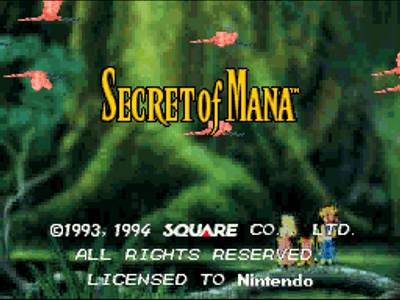 SECRET of MANA™
©1993, 1994 SQUARE CO., LTD.
ALL RIGHTS RESERVED.
LICENSED TO Nintendo